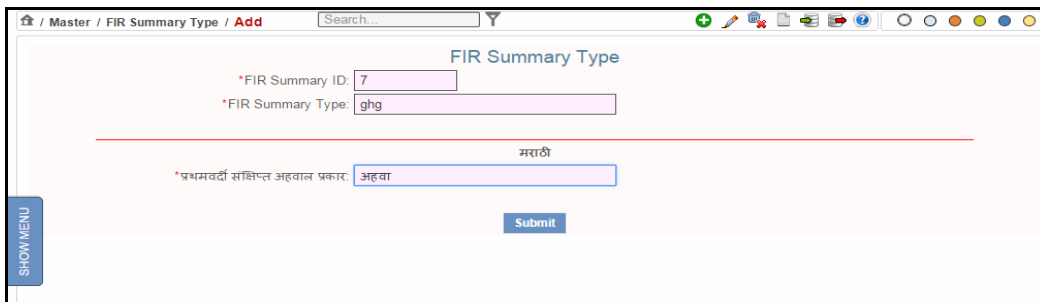 / Master / FIR Summary Type / Add Search...
FIR Summary Type
*FIR Summary ID: 7
*FIR Summary Type: ghg
मराठी
*प्रथमवर्दी संक्षिप्त अहवाल प्रकार: अहवा
Submit
SHOW MENU